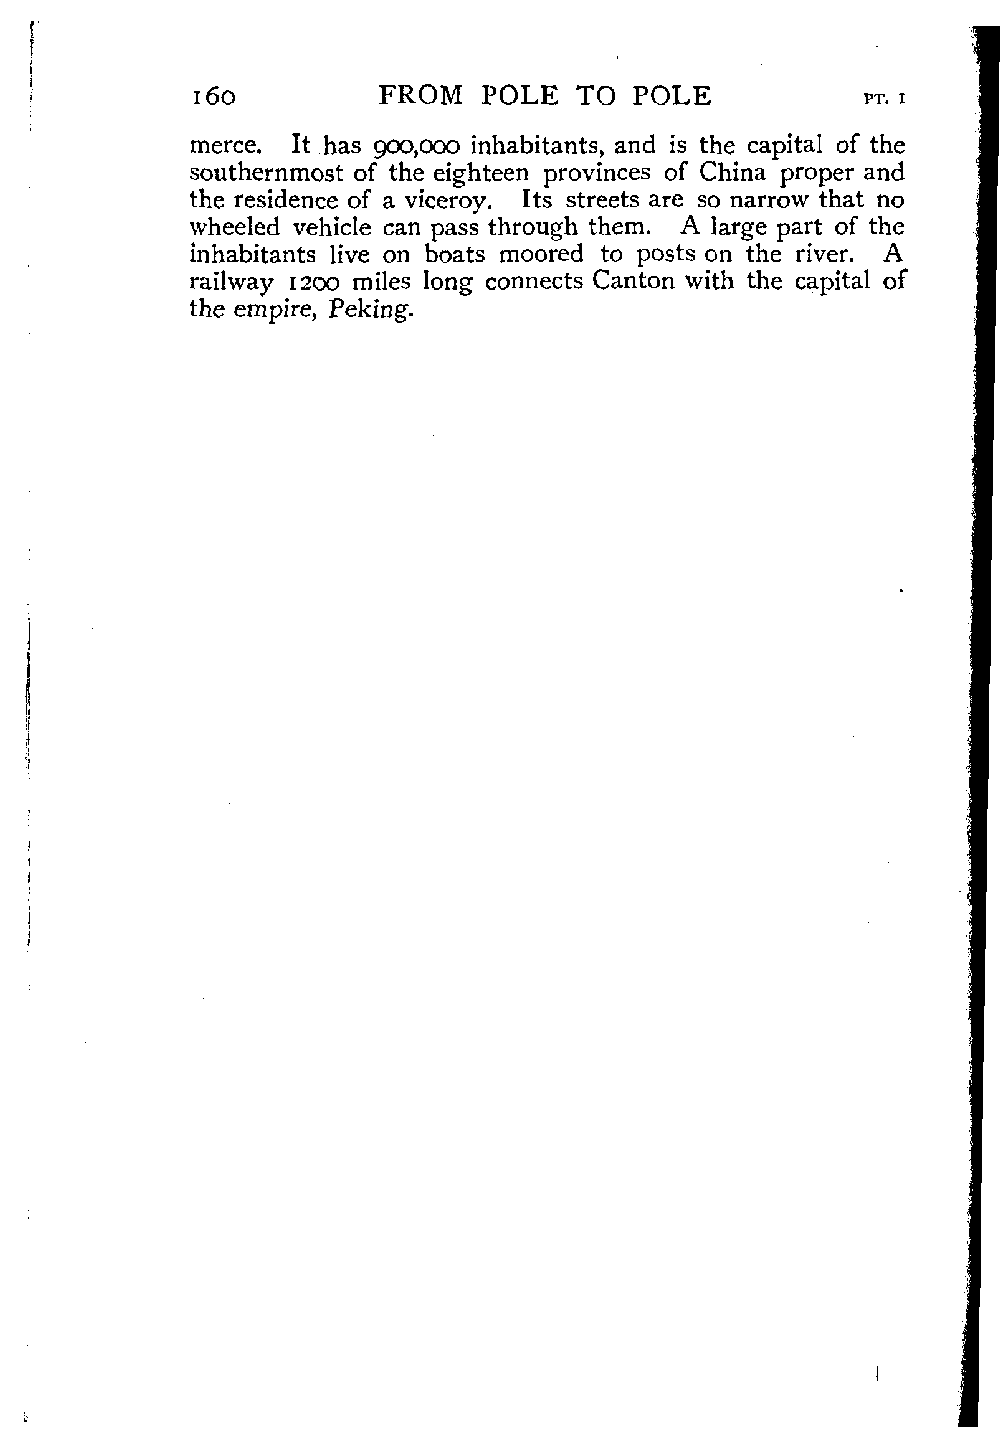 160 FROM POLE TO POLE PT. I
merce. It has 900,000 inhabitants, and is the capital of the
southernmost of the eighteen provinces of China proper and
the residence of a viceroy. Its streets are so narrow that no
wheeled vehicle can pass through them. A large part of the
inhabitants live on boats moored to posts on the river. A
railway 1200 miles long connects Canton with the capital of
the empire, Peking.